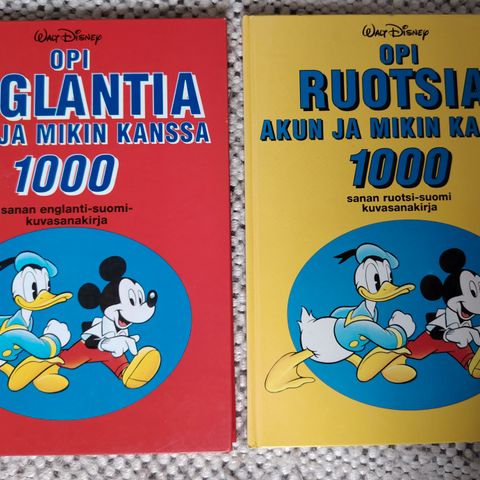 WALT DISNEY
OPI
GLANTIA
JA MIKIN KANSSA
1000
sanan englanti-suomi-
kuvasanakirja
WALT DISNEY
OPI
RUOTSIA
AKUN JA MIKIN KA
1000
sanan ruotsi-suomi
kuvasanakirja